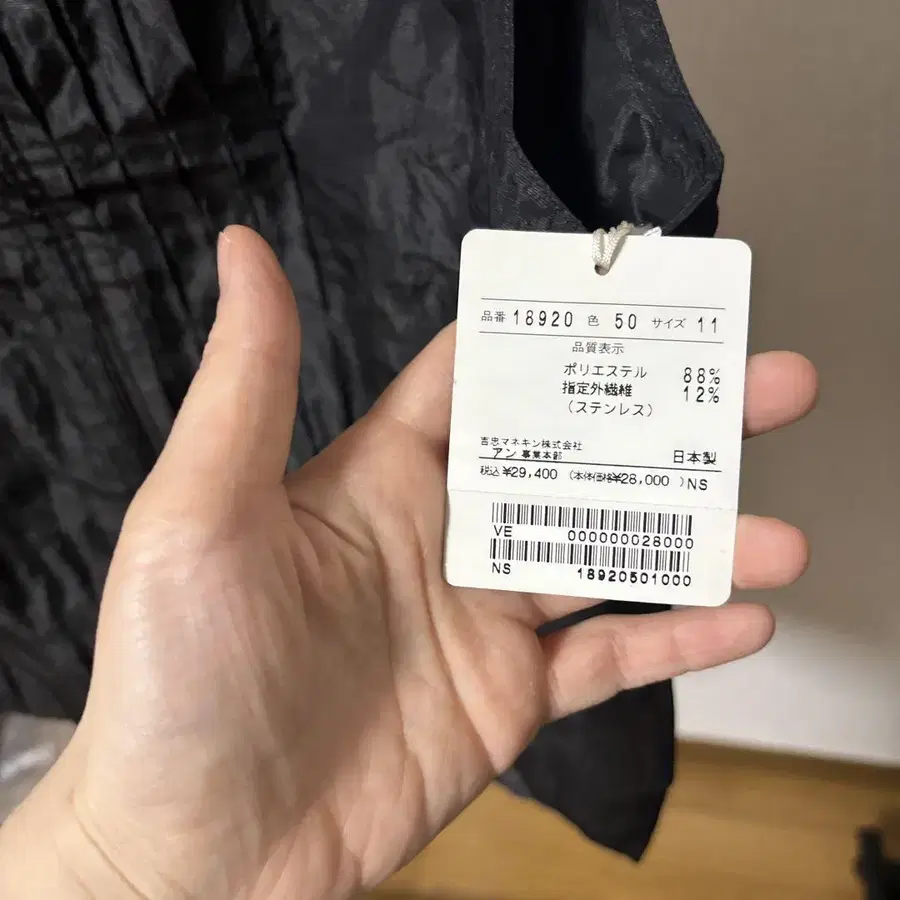 品番 18920 色 50 サイズ 11
品質表示
ポリエステル 88%
指定外繊維 12%
(ステンレス)
吉忠マネキン株式会社
アン 事業本部 日本製
税込 ¥29,400 (本体価格¥28,000 ) NS
VE 000000028000
NS 18920501000